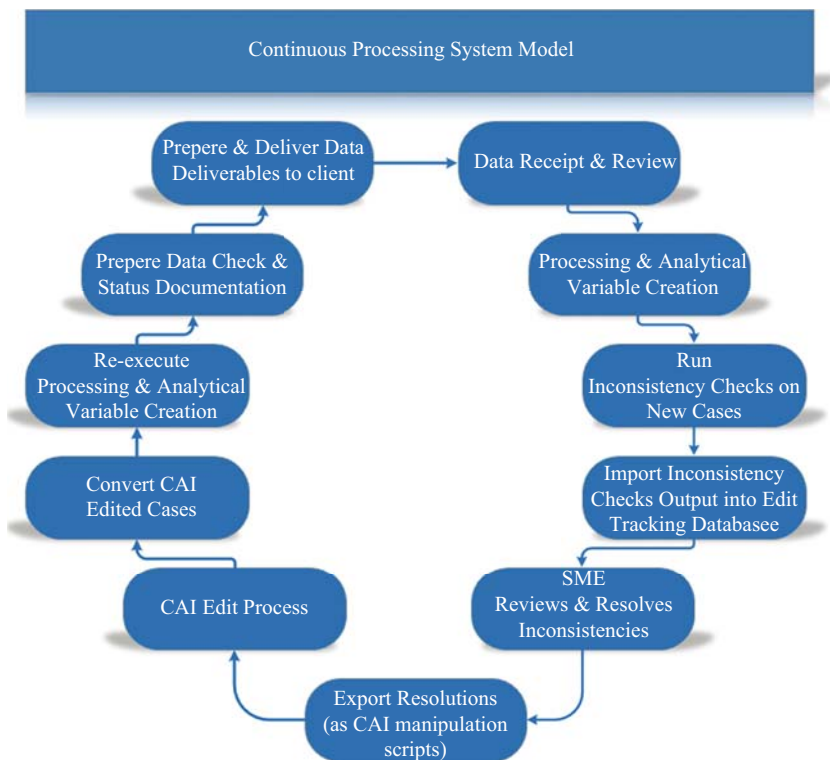 Continuous Processing System Model
Prepere & Deliver Data
Deliverables to client
Data Receipt & Review
Processing & Analytical
Variable Creation
Run
Inconsistency Checks on
New Cases
Import Inconsistency
Checks Output into Edit
Tracking Databasee
SME
Reviews & Resolves
Inconsistencies
Export Resolutions
(as CAI manipulation
scripts)
CAI Edit Process
Convert CAI
Edited Cases
Re-execute
Processing & Analytical
Variable Creation
Prepere Data Check &
Status Documentation